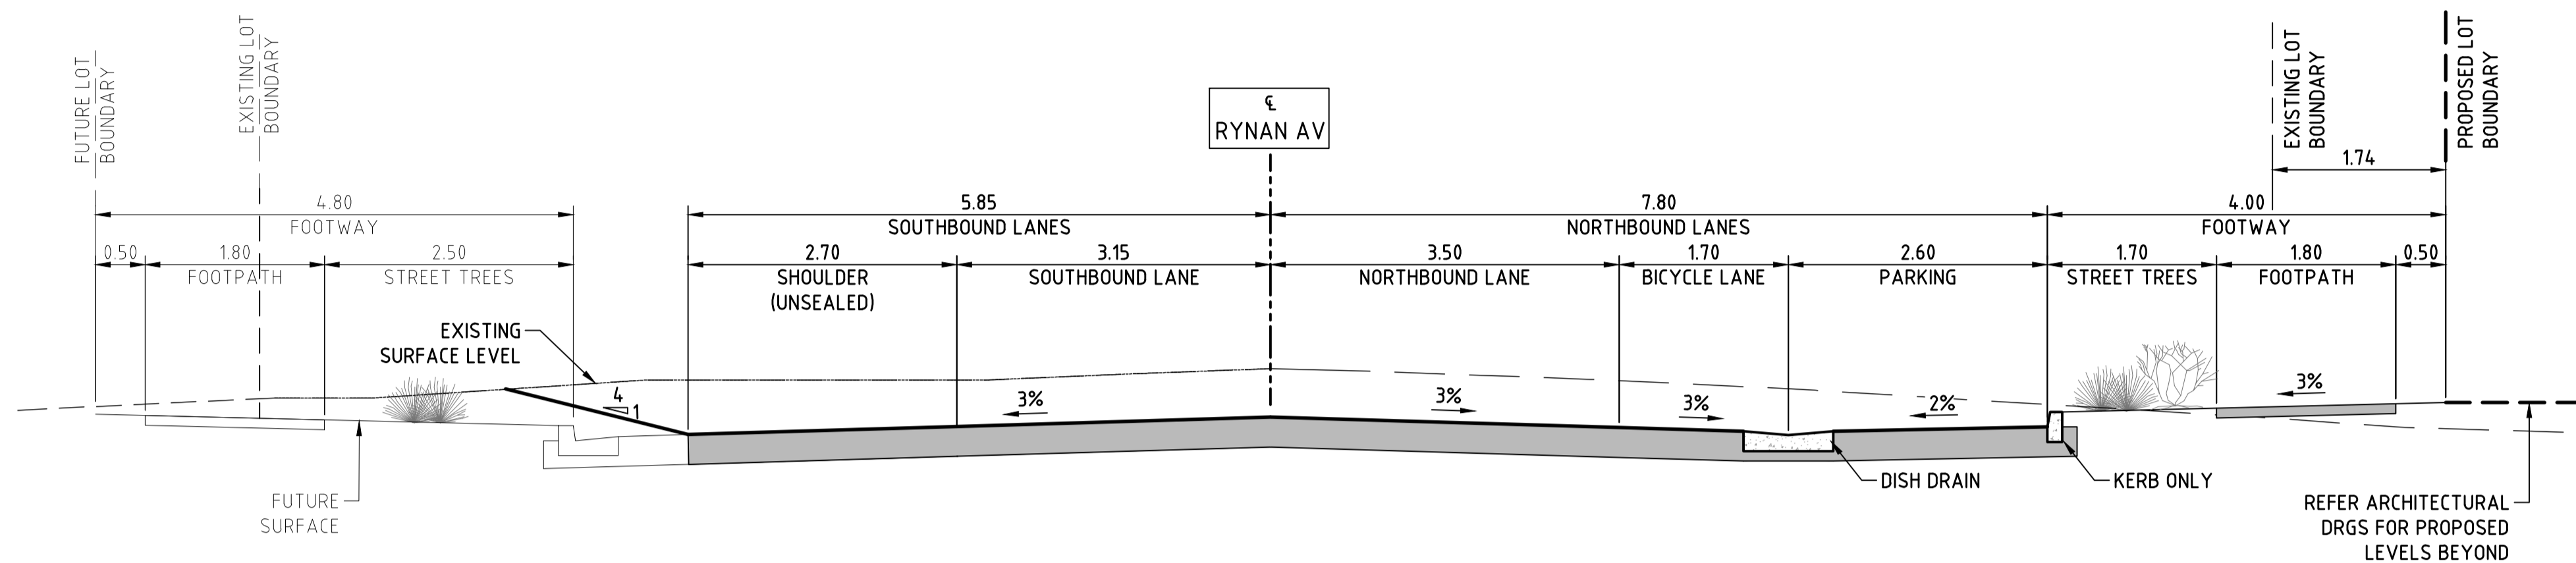 FUTURE LOT
BOUNDARY
EXISTING LOT
BOUNDARY
℄
RYNAN AV
EXISTING LOT
BOUNDARY
PROPOSED LOT
BOUNDARY
1.74
4.80
FOOTWAY
5.85
SOUTHBOUND LANES
7.80
NORTHBOUND LANES
4.00
FOOTWAY
0.50
1.80
FOOTPATH
2.50
STREET TREES
2.70
SHOULDER
(UNSEALED)
3.15
SOUTHBOUND LANE
3.50
NORTHBOUND LANE
1.70
BICYCLE LANE
2.60
PARKING
1.70
STREET TREES
1.80
FOOTPATH
0.50
EXISTING
SURFACE LEVEL
4
1
3%
3%
3%
2%
3%
FUTURE
SURFACE
DISH DRAIN
KERB ONLY
REFER ARCHITECTURAL
DRGS FOR PROPOSED
LEVELS BEYOND